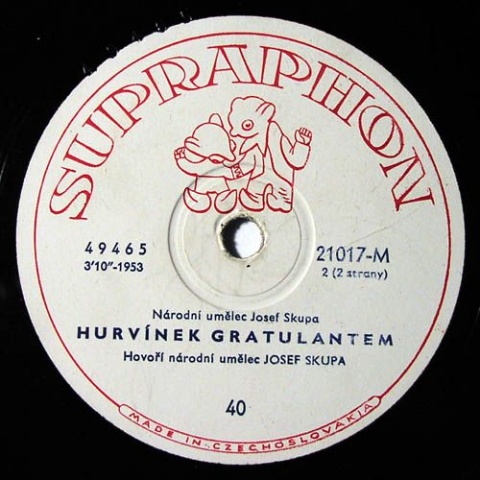 SUPRAPHON
49465
3'10"-1953
21017-M
2 (2 strany)
Národní umělec Josef Skupa
HURVÍNEK GRATULANTEM
Hovoří národní umělec JOSEF SKUPA
40
MADE IN CZECHOSLOVAKIA